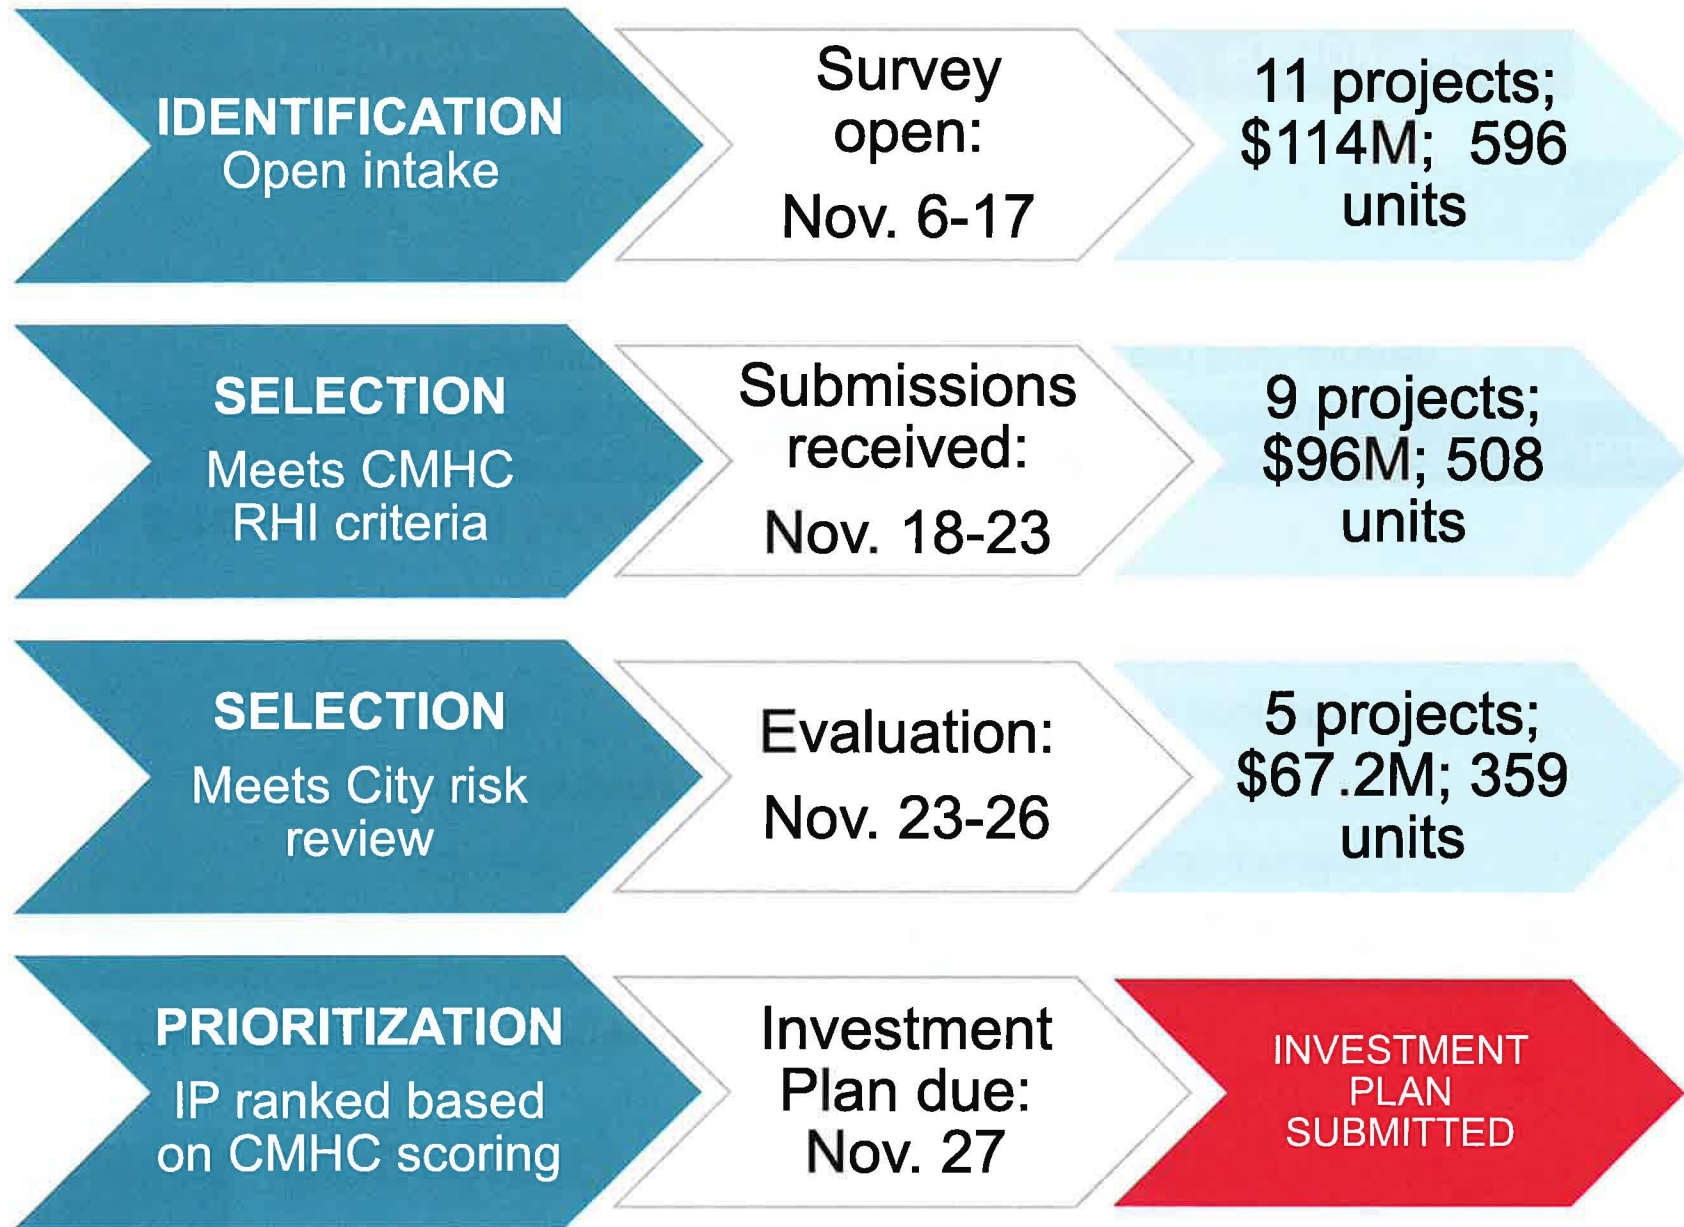 IDENTIFICATION
Open intake
Survey
open:
Nov. 6-17
11 projects;
$114M; 596
units
SELECTION
Meets CMHC
RHI criteria
Submissions
received:
Nov. 18-23
9 projects;
$96M; 508
units
SELECTION
Meets City risk
review
Evaluation:
Nov. 23-26
5 projects;
$67.2M; 359
units
PRIORITIZATION
IP ranked based
on CMHC scoring
Investment
Plan due:
Nov. 27
INVESTMENT
PLAN
SUBMITTED